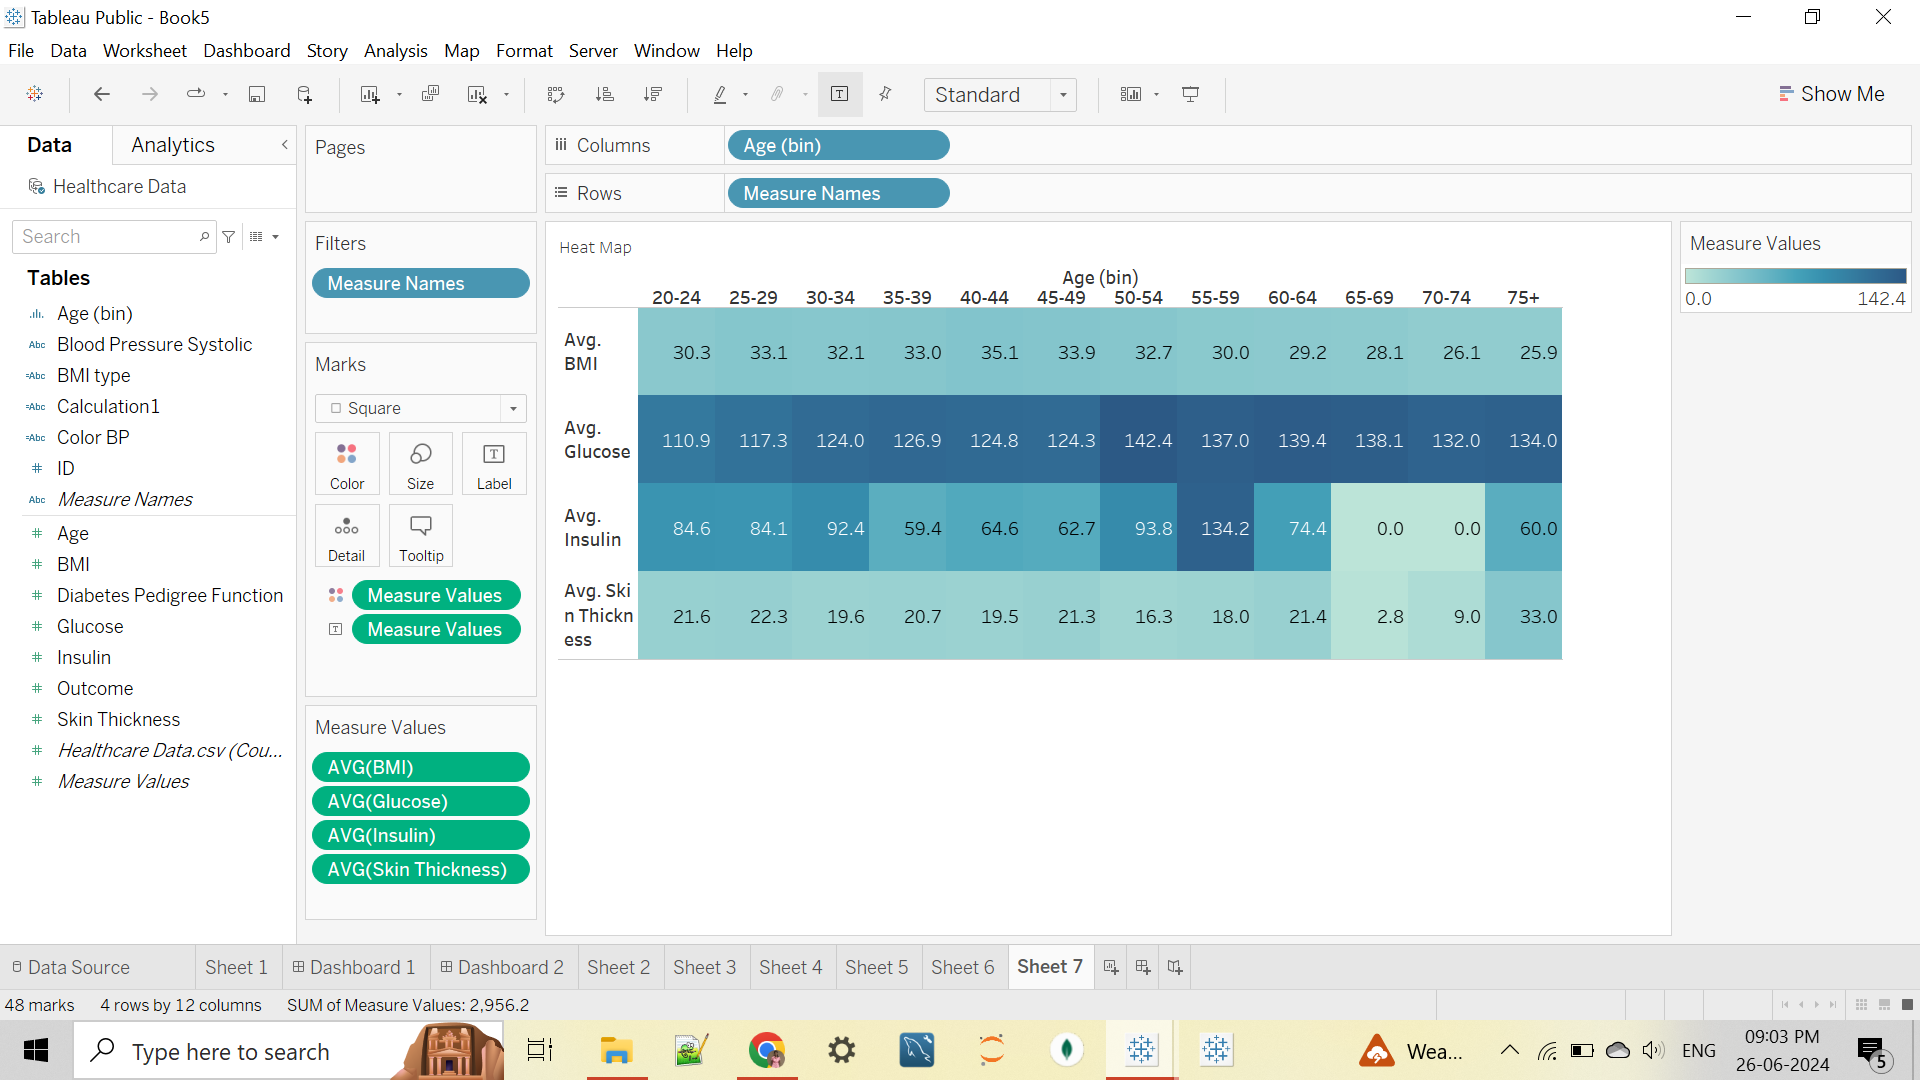 Tableau Public - Book5
File Data Worksheet Dashboard Story Analysis Map Format Server Window Help
Standard
Show Me
Data
Analytics
Healthcare Data
Search
Tables
Age (bin)
Abc Blood Pressure Systolic
=Abc BMI type
=Abc Calculation1
=Abc Color BP
# ID
Abc Measure Names
# Age
# BMI
# Diabetes Pedigree Function
# Glucose
# Insulin
# Outcome
# Skin Thickness
# Healthcare Data.csv (Cou...
# Measure Values
Pages
Filters
Measure Names
Marks
Square
Color Size Label
Detail Tooltip
Measure Values
Measure Values
Measure Values
AVG(BMI)
AVG(Glucose)
AVG(Insulin)
AVG(Skin Thickness)
Columns Age (bin)
Rows Measure Names
Heat Map
Age (bin)
20-24 25-29 30-34 35-39 40-44 45-49 50-54 55-59 60-64 65-69 70-74 75+
Avg. BMI 30.3 33.1 32.1 33.0 35.1 33.9 32.7 30.0 29.2 28.1 26.1 25.9
Avg. Glucose 110.9 117.3 124.0 126.9 124.8 124.3 142.4 137.0 139.4 138.1 132.0 134.0
Avg. Insulin 84.6 84.1 92.4 59.4 64.6 62.7 93.8 134.2 74.4 0.0 0.0 60.0
Avg. Skin Thickness 21.6 22.3 19.6 20.7 19.5 21.3 16.3 18.0 21.4 2.8 9.0 33.0
Measure Values
0.0 142.4
Data Source Sheet 1 Dashboard 1 Dashboard 2 Sheet 2 Sheet 3 Sheet 4 Sheet 5 Sheet 6 Sheet 7
48 marks 4 rows by 12 columns SUM of Measure Values: 2,956.2
Type here to search
Wea...
ENG
09:03 PM
26-06-2024
5